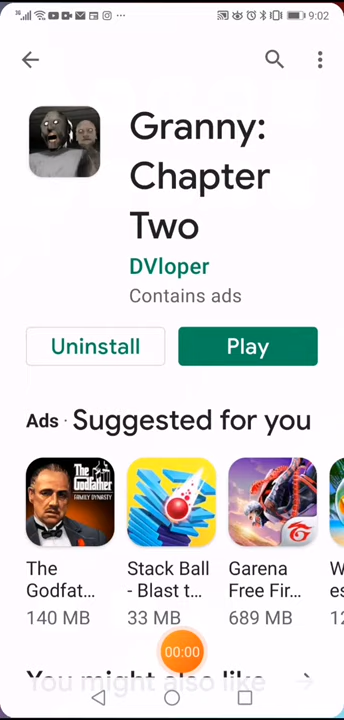 9:02
Granny:
Chapter
Two
DVloper
Contains ads
Uninstall
Play
Ads · Suggested for you
The Godfather
FAMILY DYNASTY
The
Godfat...
140 MB
Stack Ball
- Blast t...
33 MB
Garena
Free Fir...
689 MB
00:00
You might also like